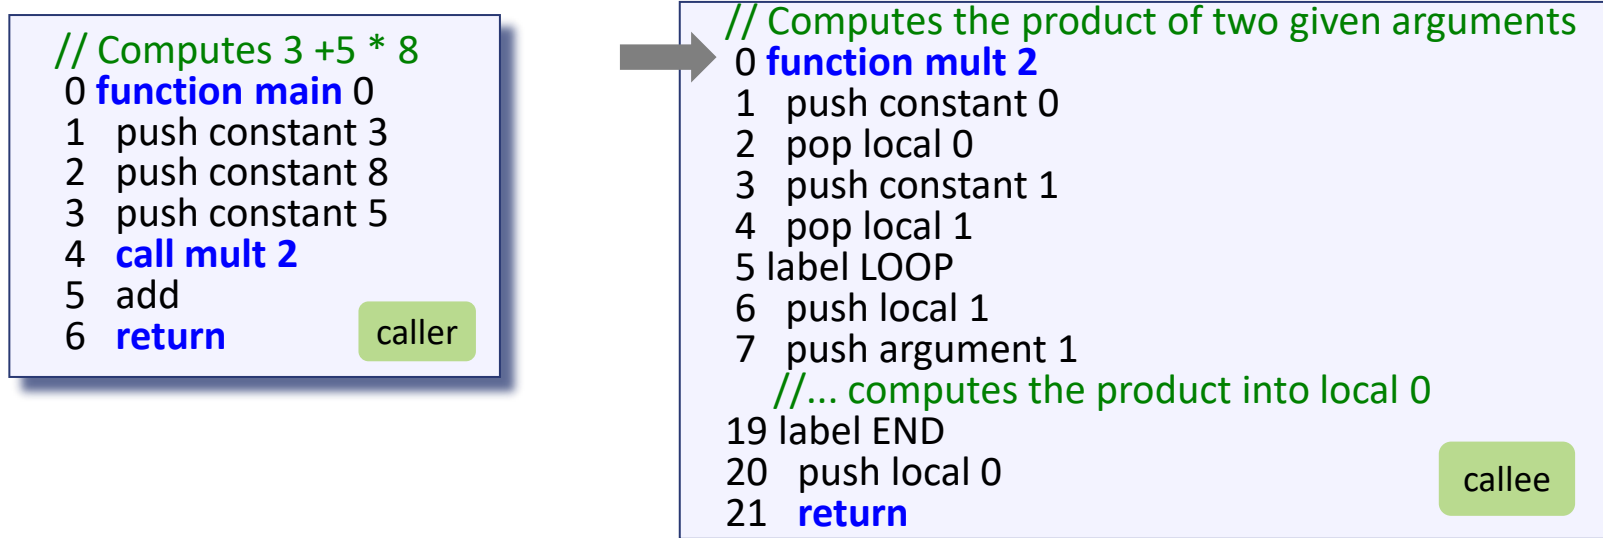 // Computes 3 +5 * 8
0 function main 0
1 push constant 3
2 push constant 8
3 push constant 5
4 call mult 2
5 add
6 return
caller
// Computes the product of two given arguments
0 function mult 2
1 push constant 0
2 pop local 0
3 push constant 1
4 pop local 1
5 label LOOP
6 push local 1
7 push argument 1
//... computes the product into local 0
19 label END
20 push local 0
21 return
callee